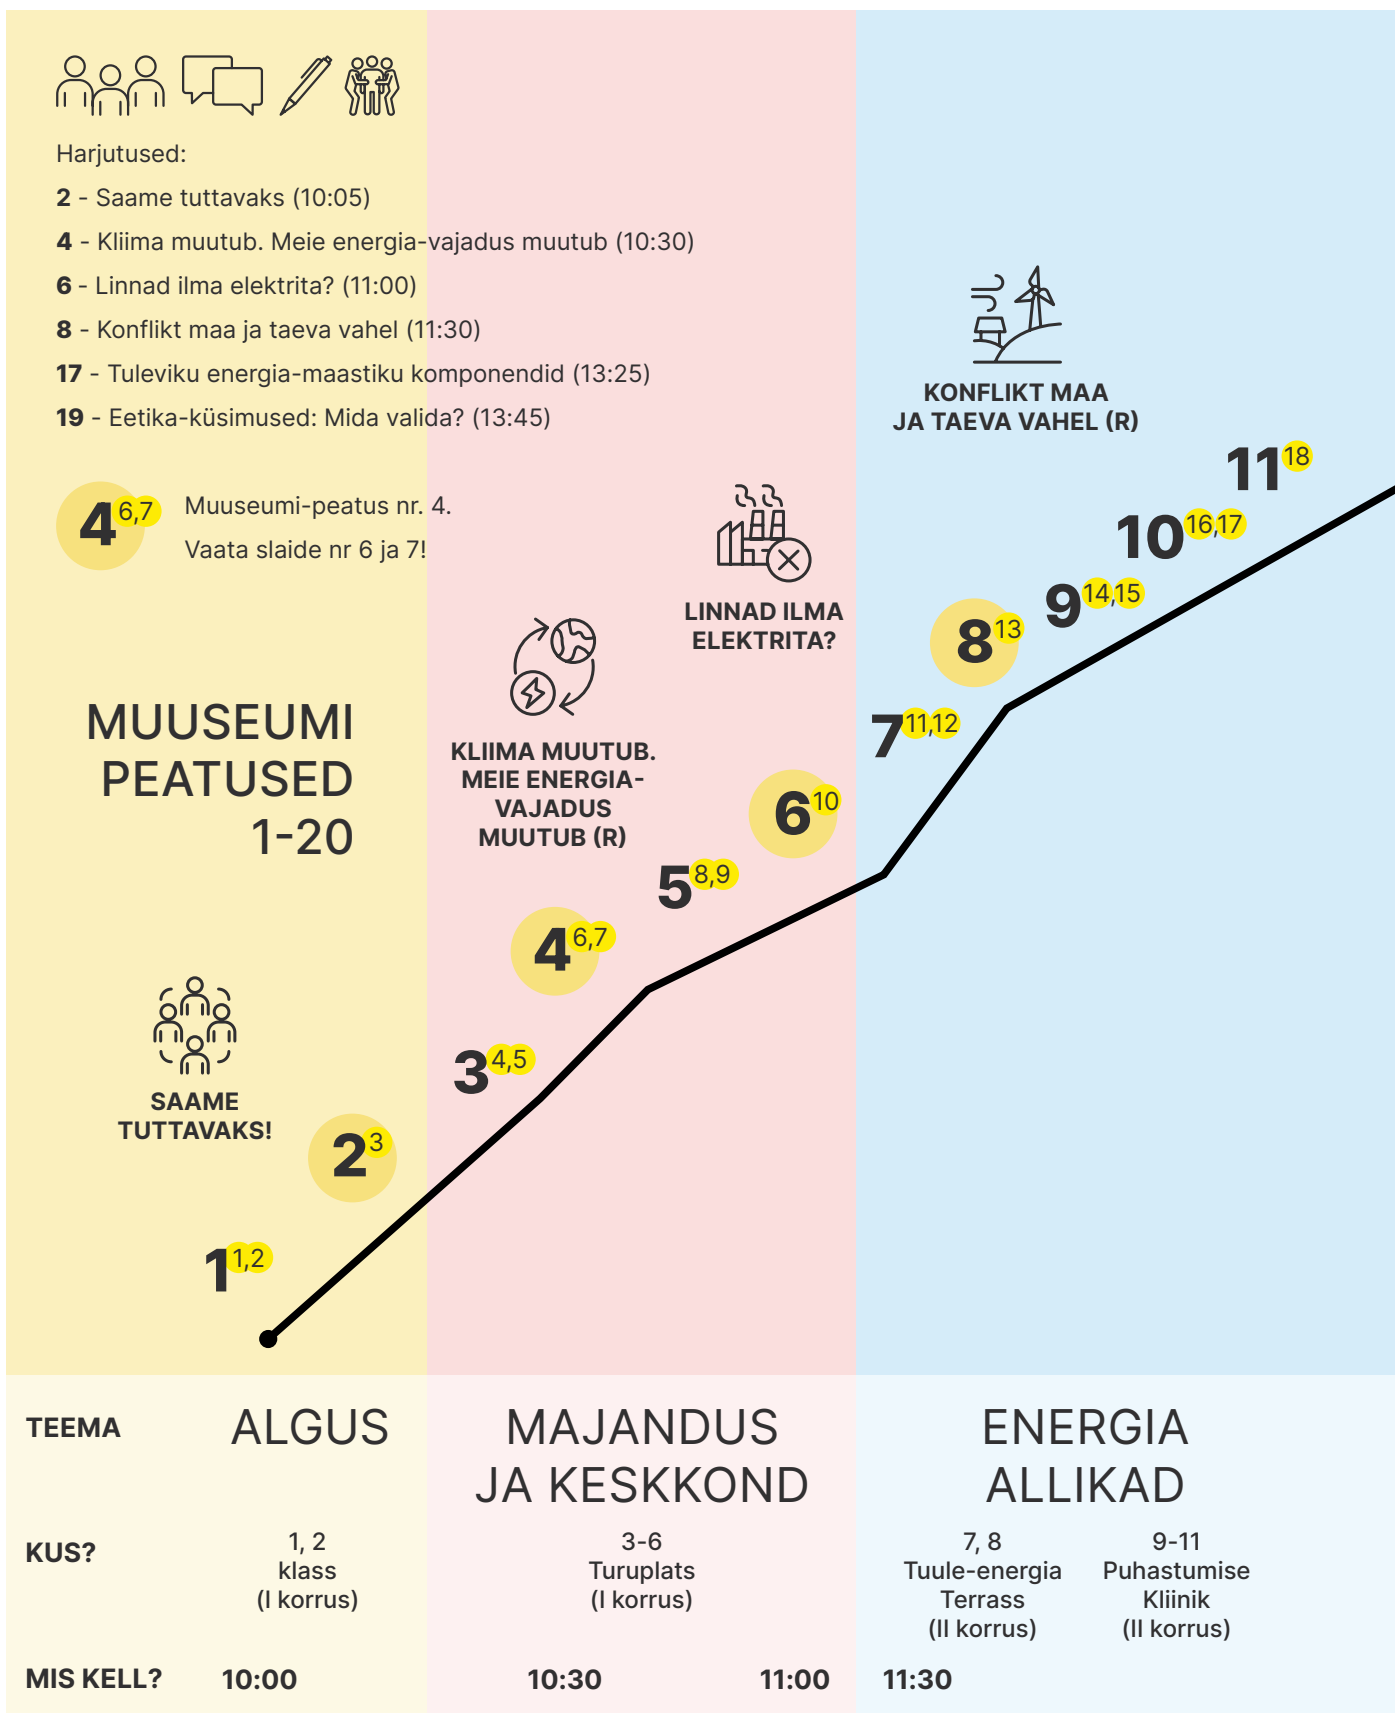 Harjutused:
2 - Saame tuttavaks (10:05)
4 - Kliima muutub. Meie energia-vajadus muutub (10:30)
6 - Linnad ilma elektrita? (11:00)
8 - Konflikt maa ja taeva vahel (11:30)
17 - Tuleviku energia-maastiku komponendid (13:25)
19 - Eetika-küsimused: Mida valida? (13:45)
4 6,7
Muuseumi-peatus nr. 4.
Vaata slaide nr 6 ja 7!
MUUSEUMI
PEATUSED
1-20
SAAME
TUTTAVAKS!
1 1,2
2 3
KLIIMA MUUTUB.
MEIE ENERGIA-
VAJADUS
MUUTUB (R)
3 4,5
4 6,7
5 8,9
LINNAD ILMA
ELEKTRITA?
6 10
KONFLIKT MAA
JA TAEVA VAHEL (R)
7 11,12
8 13
9 14,15
10 16,17
11 18
TEEMA
ALGUS
MAJANDUS
JA KESKKOND
ENERGIA
ALLIKAD
KUS?
1, 2
klass
(I korrus)
3-6
Turuplats
(I korrus)
7, 8
Tuule-energia
Terrass
(II korrus)
9-11
Puhastumise
Kliinik
(II korrus)
MIS KELL?
10:00
10:30
11:00
11:30